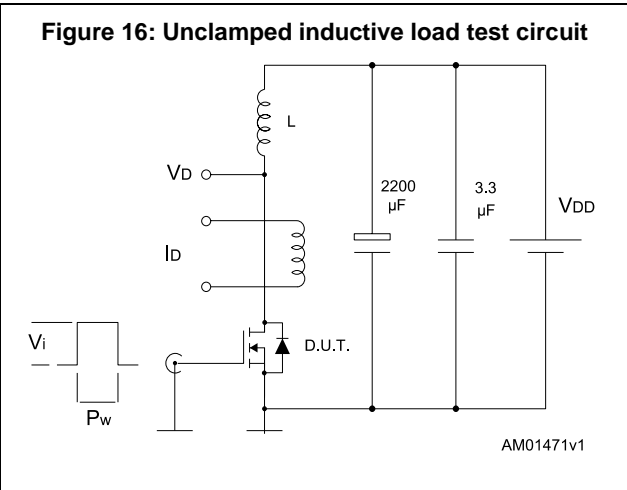 Figure 16: Unclamped inductive load test circuit
L
VD
2200
µF
3.3
µF
VDD
ID
Vi
D.U.T.
Pw
AM01471v1